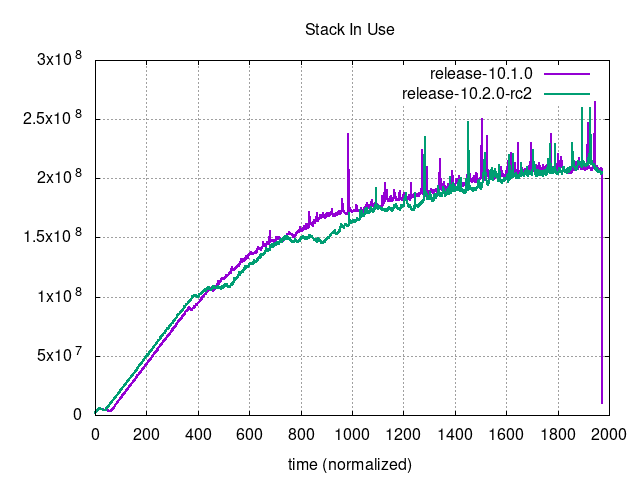 Stack In Use
3x10^8
2.5x10^8
2x10^8
1.5x10^8
1x10^8
5x10^7
0
release-10.1.0
release-10.2.0-rc2
0 200 400 600 800 1000 1200 1400 1600 1800 2000
time (normalized)